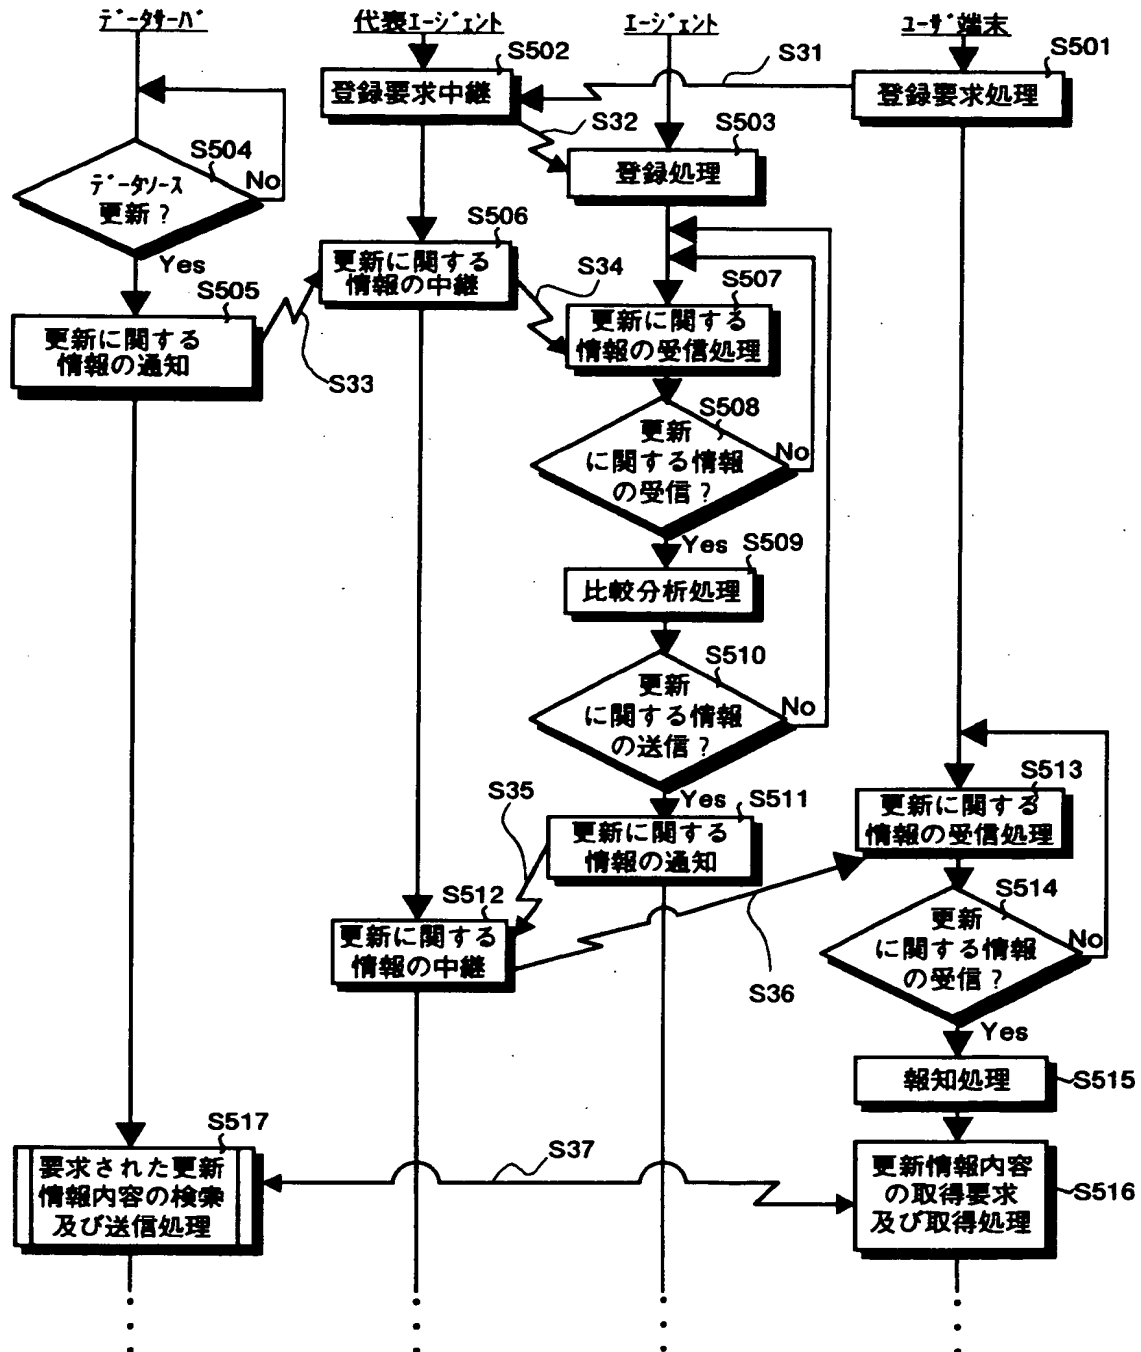 ﾃﾞｰﾀｻｰﾊﾞ
代表ｴｰｼﾞｪﾝﾄ
ｴｰｼﾞｪﾝﾄ
ﾕｰｻﾞ端末
S502
S31
S501
登録要求中継
登録要求処理
S32
S503
登録処理
S504
ﾃﾞｰﾀｿｰｽ
更新？
No
Yes
S506
更新に関する
情報の中継
S34
S507
更新に関する
情報の受信処理
S505
更新に関する
情報の通知
S33
S508
更新
に関する情報
の受信？
No
Yes
S509
比較分析処理
S510
更新
に関する情報
の送信？
No
Yes
S511
更新に関する
情報の通知
S35
S513
更新に関する
情報の受信処理
S512
更新に関する
情報の中継
S36
S514
更新
に関する情報
の受信？
No
Yes
報知処理
S515
S517
要求された更新
情報内容の検索
及び送信処理
S37
更新情報内容
の取得要求
及び取得処理
S516